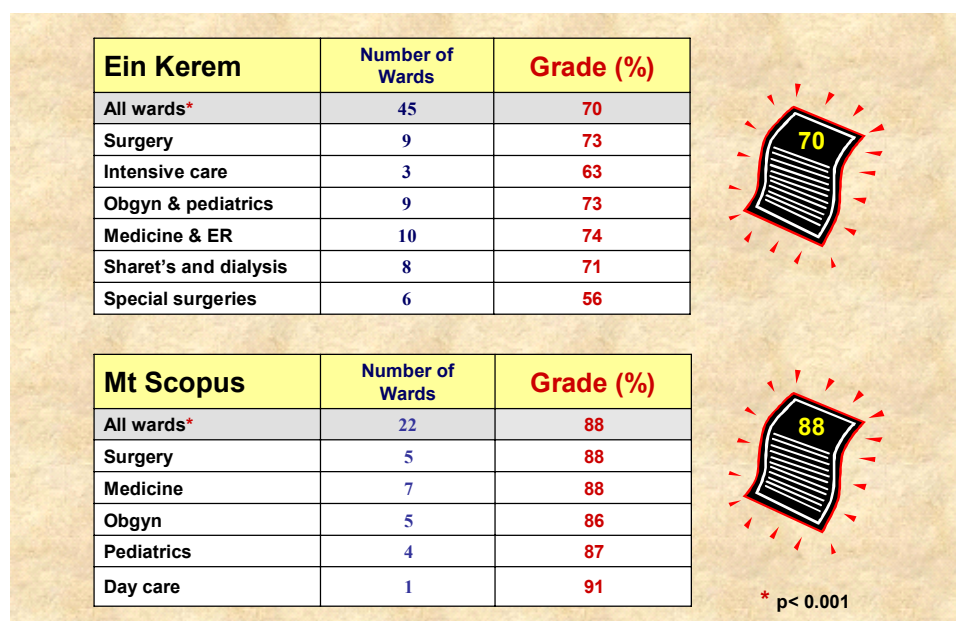 Ein Kerem Number of Wards Grade (%)
All wards* 45 70
Surgery 9 73
Intensive care 3 63
Obgyn & pediatrics 9 73
Medicine & ER 10 74
Sharet's and dialysis 8 71
Special surgeries 6 56
70
Mt Scopus Number of Wards Grade (%)
All wards* 22 88
Surgery 5 88
Medicine 7 88
Obgyn 5 86
Pediatrics 4 87
Day care 1 91
88
* p< 0.001